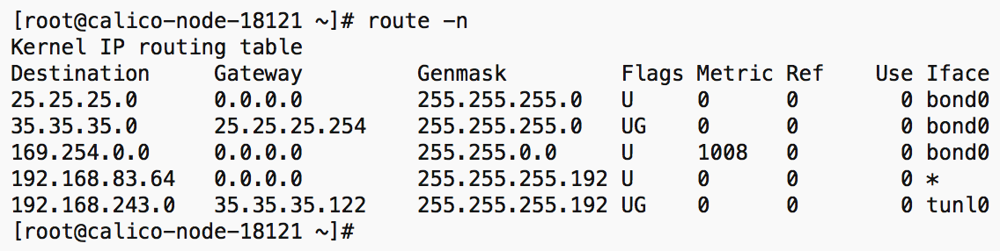 [root@calico-node-18121 ~]# route -n
Kernel IP routing table
Destination     Gateway         Genmask         Flags Metric Ref    Use Iface
25.25.25.0      0.0.0.0         255.255.255.0   U     0      0        0 bond0
35.35.35.0      25.25.25.254    255.255.255.0   UG    0      0        0 bond0
169.254.0.0     0.0.0.0         255.255.0.0     U     1008   0        0 bond0
192.168.83.64   0.0.0.0         255.255.255.192 U     0      0        0 *
192.168.243.0   35.35.35.122    255.255.255.192 UG    0      0        0 tunl0
[root@calico-node-18121 ~]#